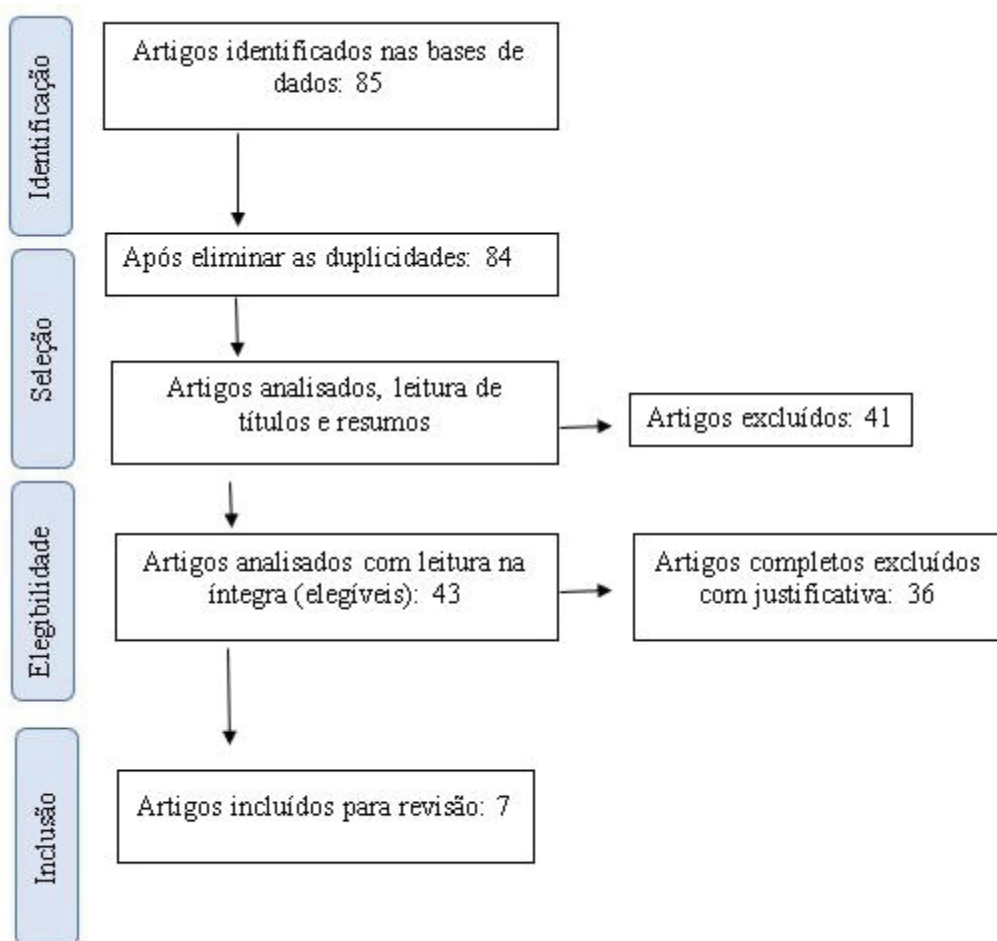 Identificação
Artigos identificados nas bases de
dados: 85
Seleção
Após eliminar as duplicidades: 84
Artigos analisados, leitura de
títulos e resumos
Artigos excluídos: 41
Elegibilidade
Artigos analisados com leitura na
íntegra (elegíveis): 43
Artigos completos excluídos
com justificativa: 36
Inclusão
Artigos incluídos para revisão: 7